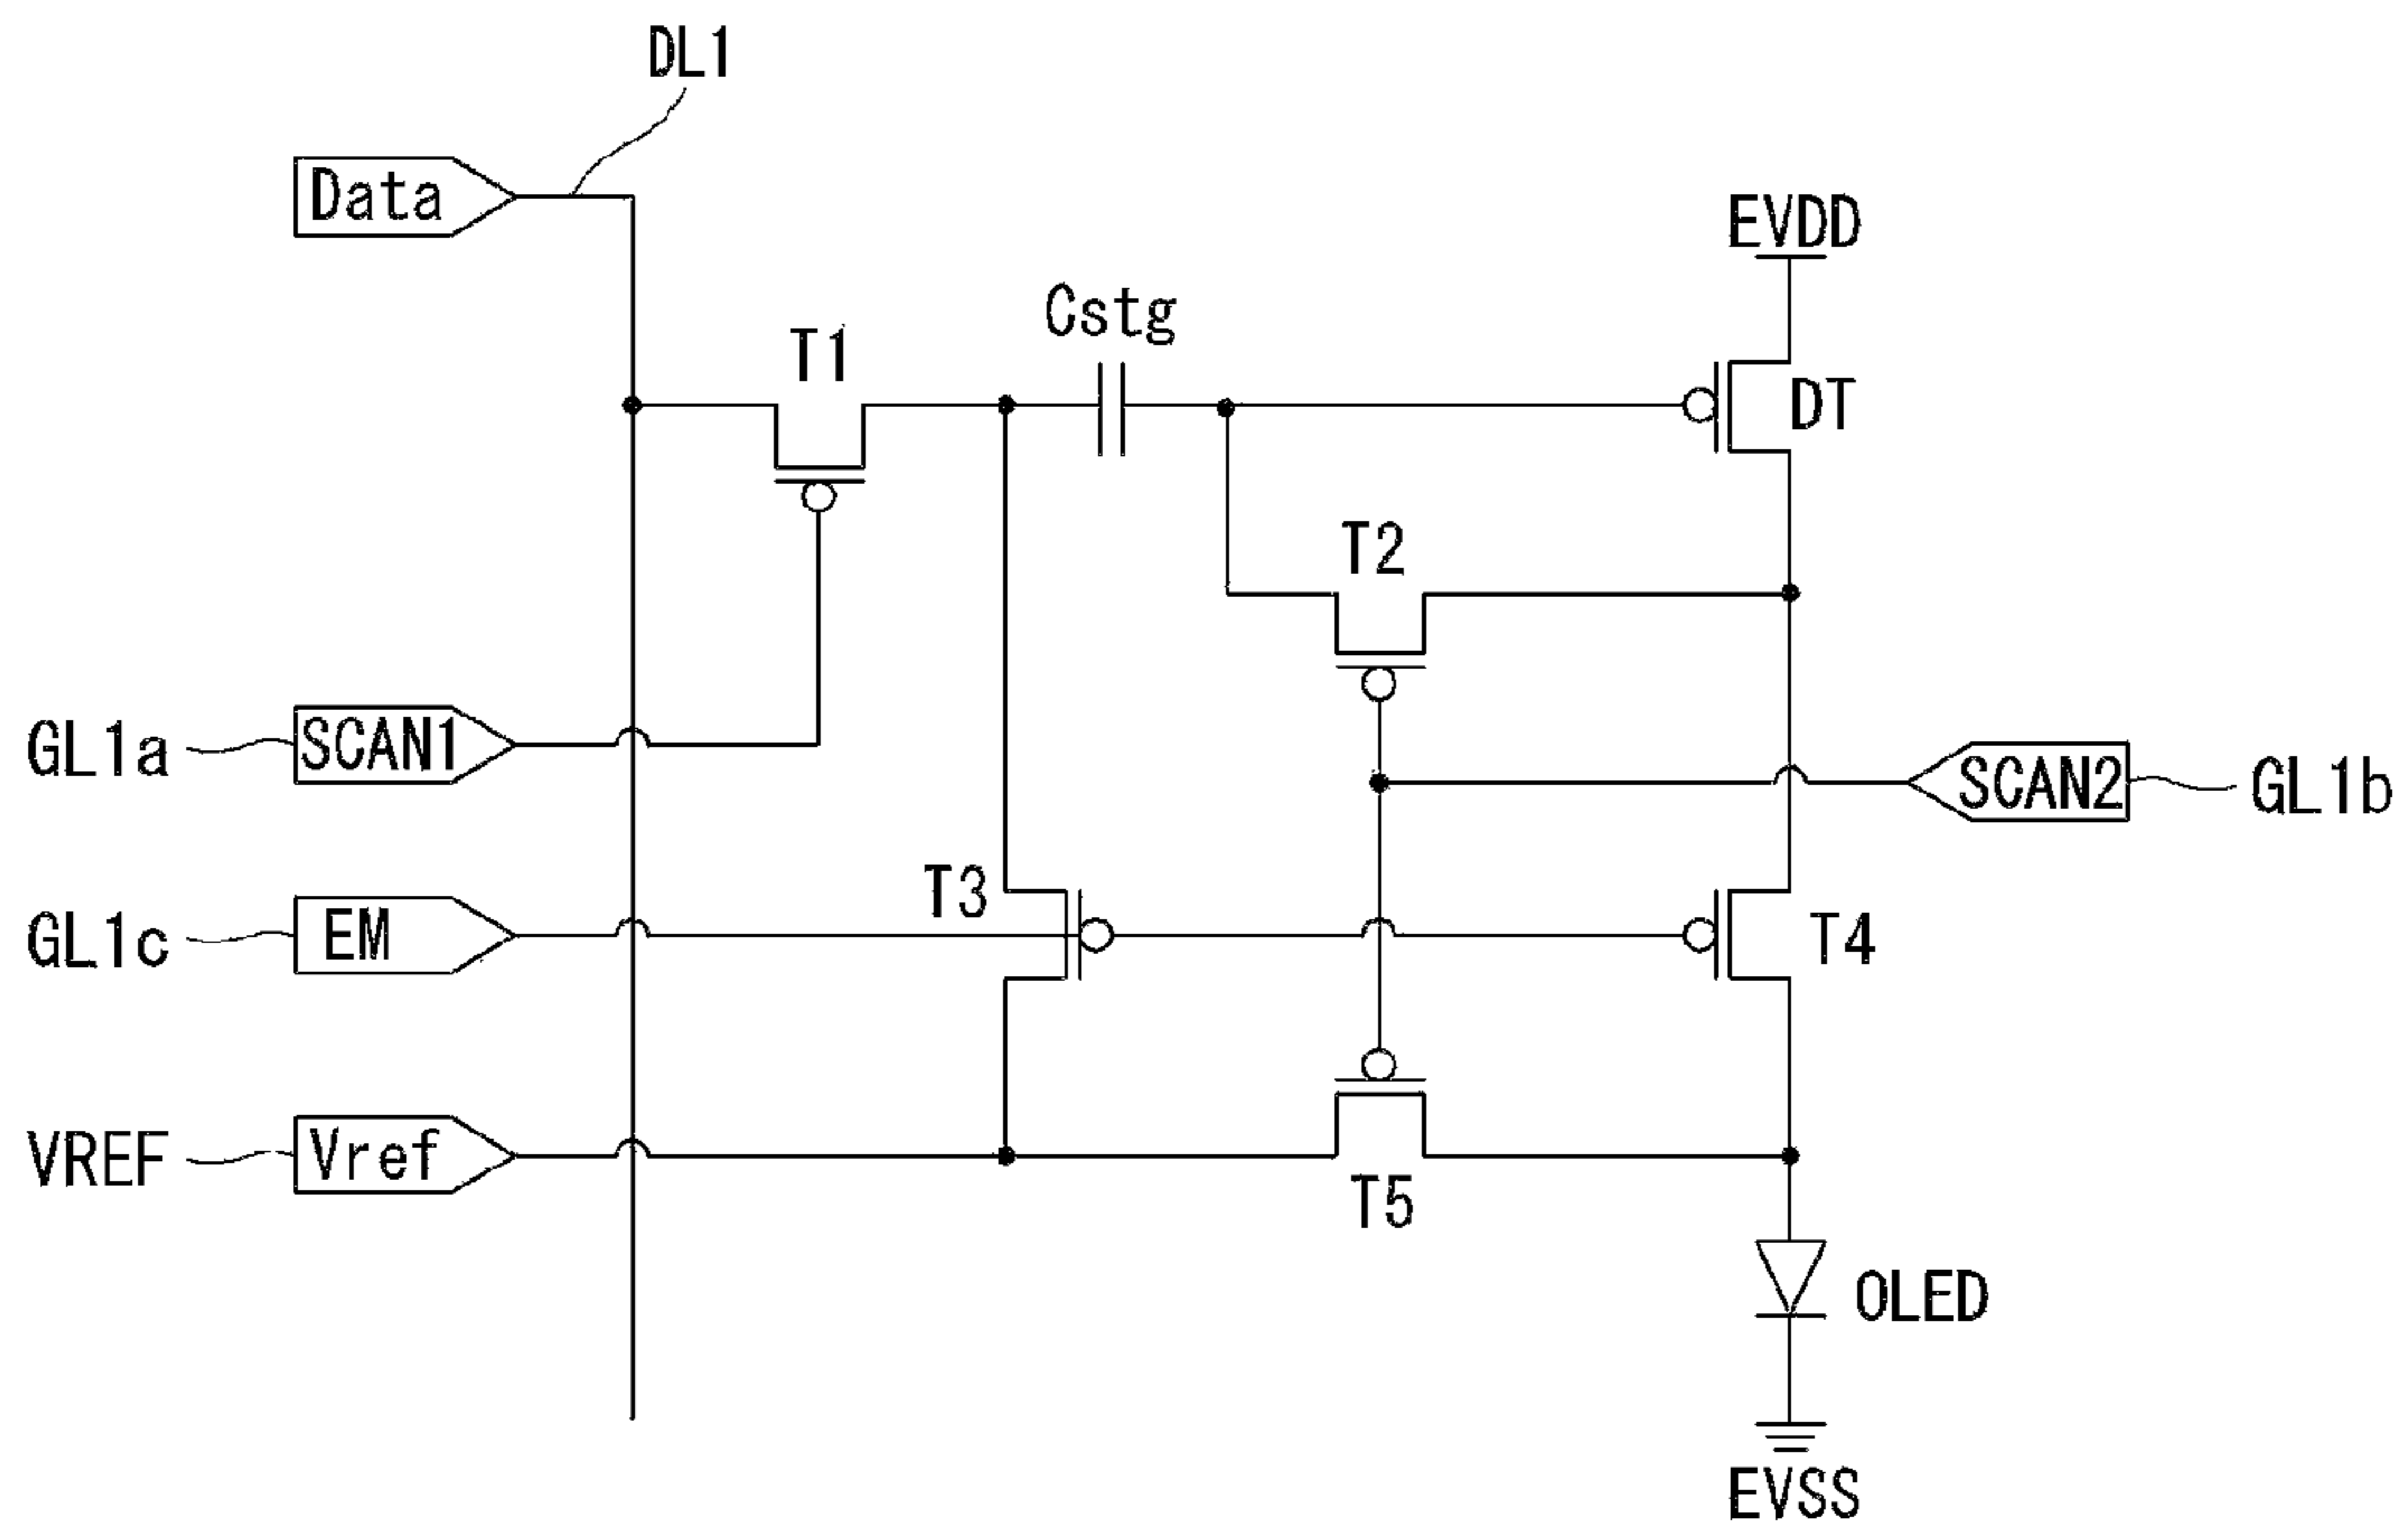 DL1
Data
EVDD
Cstg
T1
DT
T2
GL1a
SCAN1
SCAN2
GL1b
T3
GL1c
EM
T4
VREF
Vref
T5
OLED
EVSS